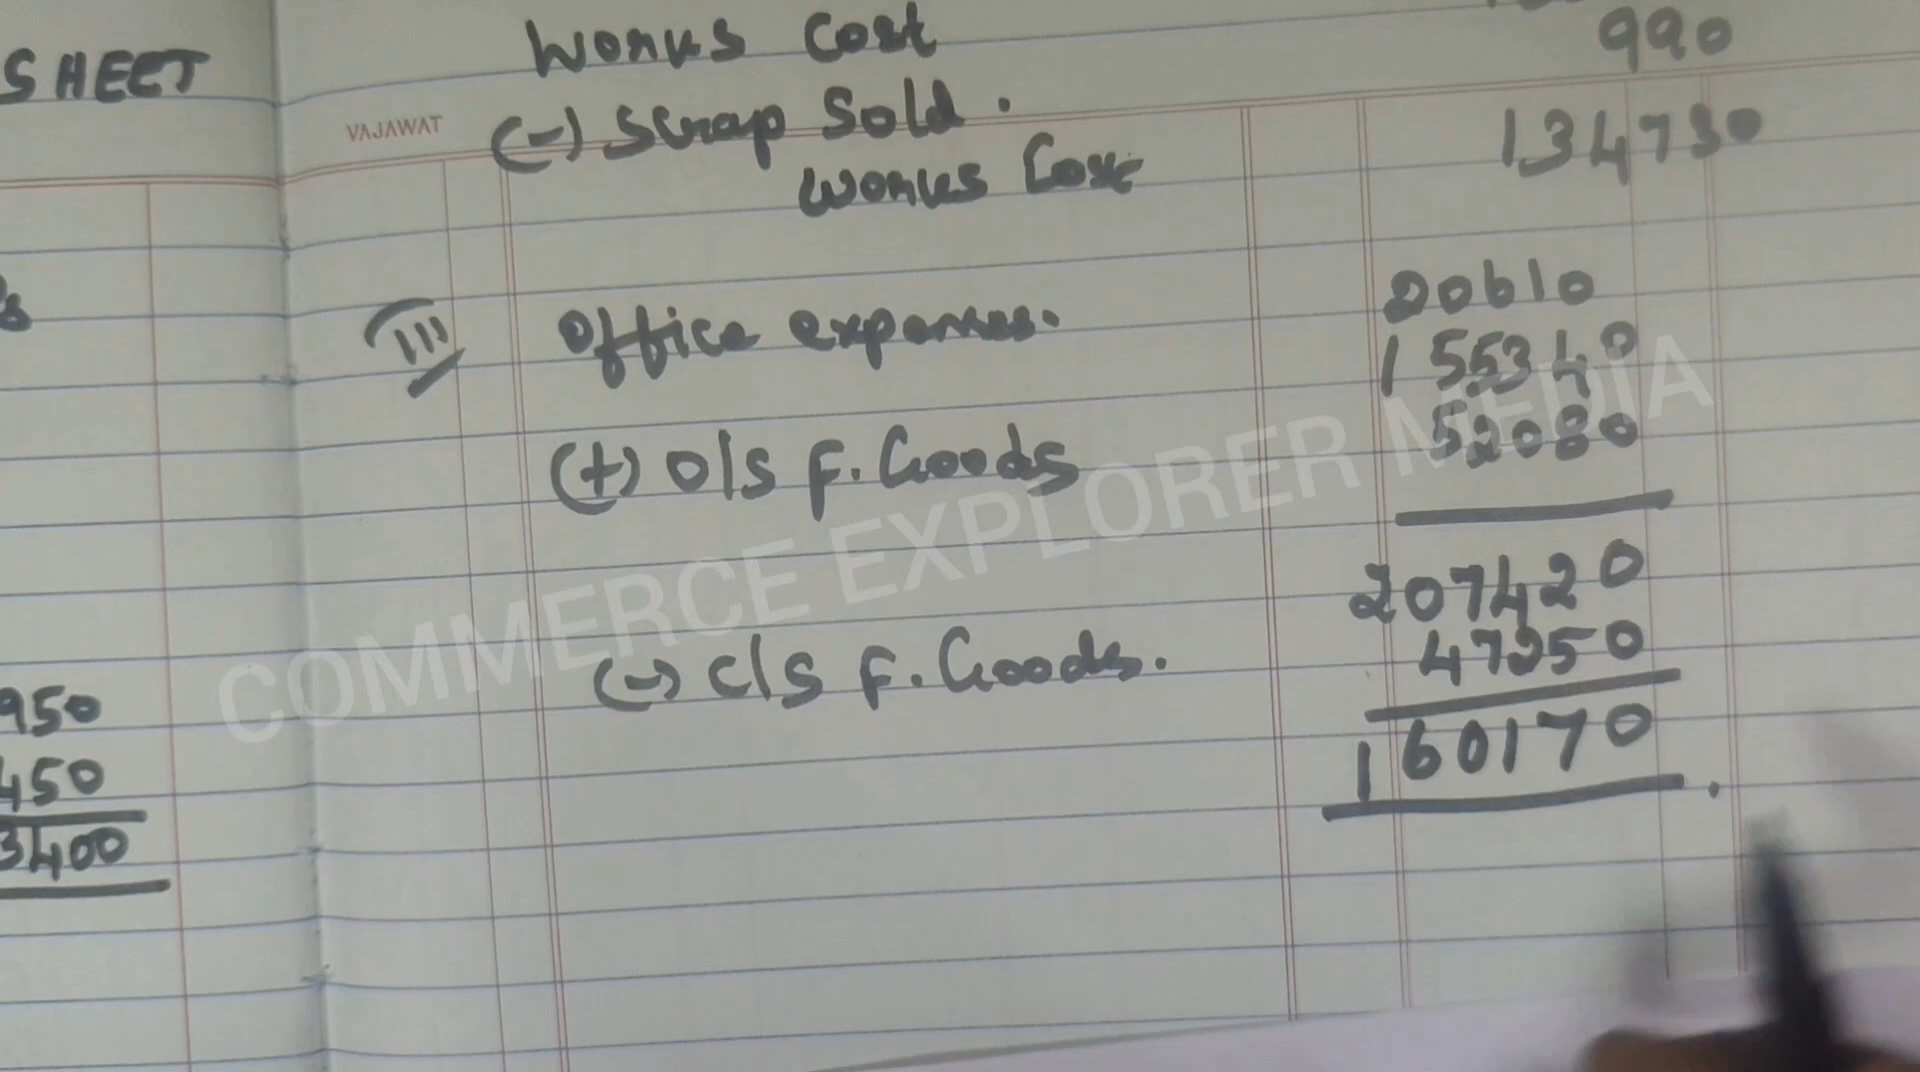 SHEET
Works Cost
990
VAJAWAT
(-) Scrap Sold.
Works Cost
134730
III
Office expenses.
20610
155340
(+) O/S F. Goods
52080
207420
(-) C/S F. Goods.
47250
160170
950
450
3400
COMMERCE EXPLORER MEDIA